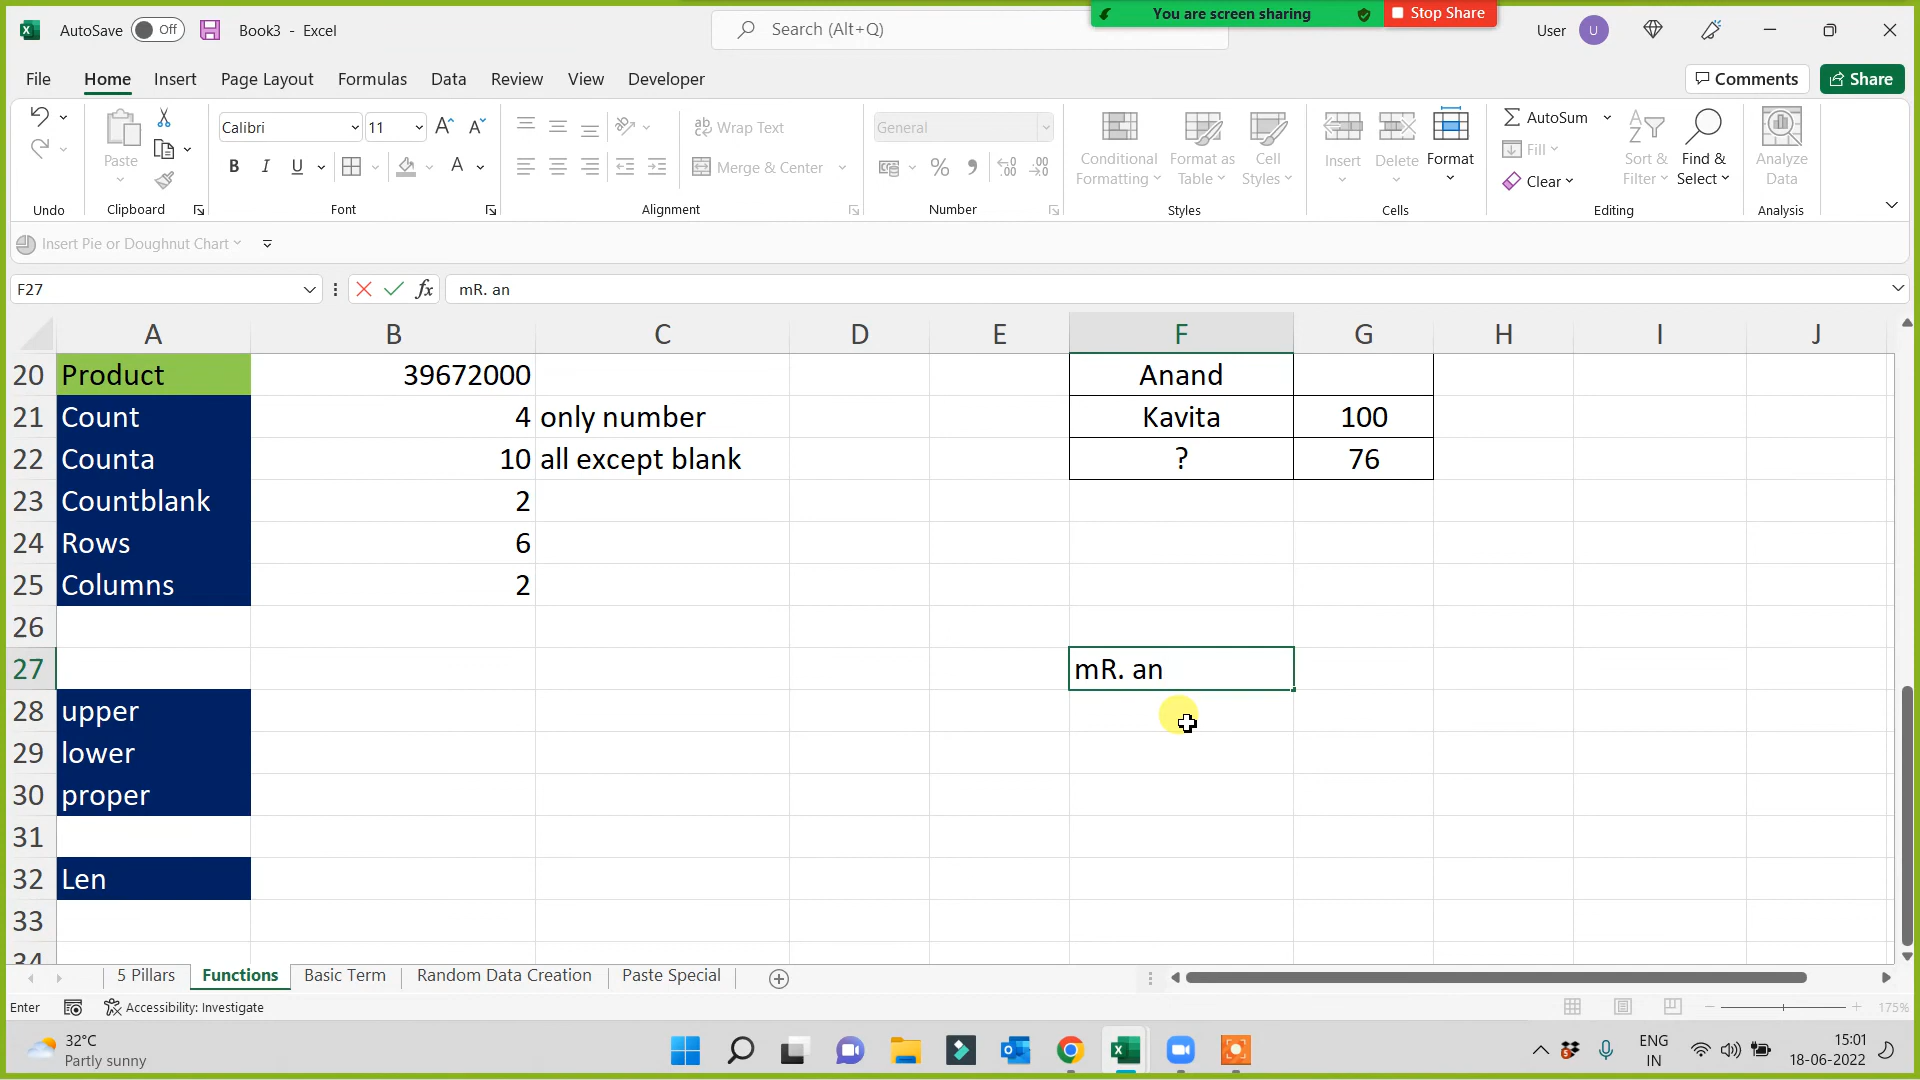 You are screen sharing
Stop Share
AutoSave Off Book3 - Excel
Search (Alt+Q)
User U
File Home Insert Page Layout Formulas Data Review View Developer
Comments Share
Paste
Calibri 11
B I U
ab Wrap Text
Merge & Center
General
Conditional Formatting
Format as Table
Cell Styles
Insert Delete Format
AutoSum
Fill
Clear
Sort & Filter
Find & Select
Analyze Data
Undo Clipboard Font Alignment Number Styles Cells Editing Analysis
Insert Pie or Doughnut Chart
F27 fx mR. an
A B C D E F G H I J
20 Product 39672000 Anand
21 Count 4 only number Kavita 100
22 Counta 10 all except blank ? 76
23 Countblank 2
24 Rows 6
25 Columns 2
26
27 mR. an
28 upper
29 lower
30 proper
31
32 Len
33
34
5 Pillars Functions Basic Term Random Data Creation Paste Special
Enter Accessibility: Investigate 175%
32°C
Partly sunny
ENG
IN
15:01
18-06-2022